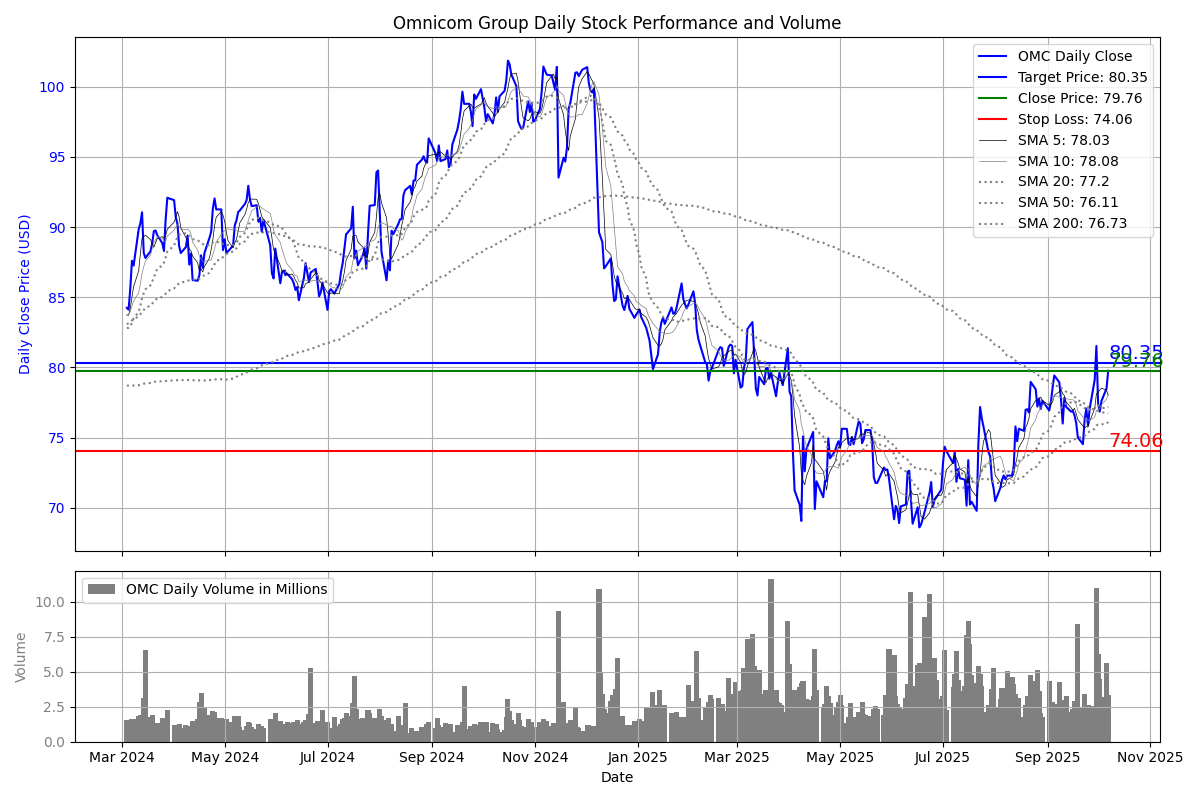 Omnicom Group Daily Stock Performance and Volume
Daily Close Price (USD)
100
95
90
85
80
75
70
OMC Daily Close
Target Price: 80.35
Close Price: 79.76
Stop Loss: 74.06
SMA 5: 78.03
SMA 10: 78.08
SMA 20: 77.2
SMA 50: 76.11
SMA 200: 76.73
80.35
79.76
74.06
Volume
10.0
7.5
5.0
2.5
0.0
OMC Daily Volume in Millions
Mar 2024 May 2024 Jul 2024 Sep 2024 Nov 2024 Jan 2025 Mar 2025 May 2025 Jul 2025 Sep 2025 Nov 2025
Date